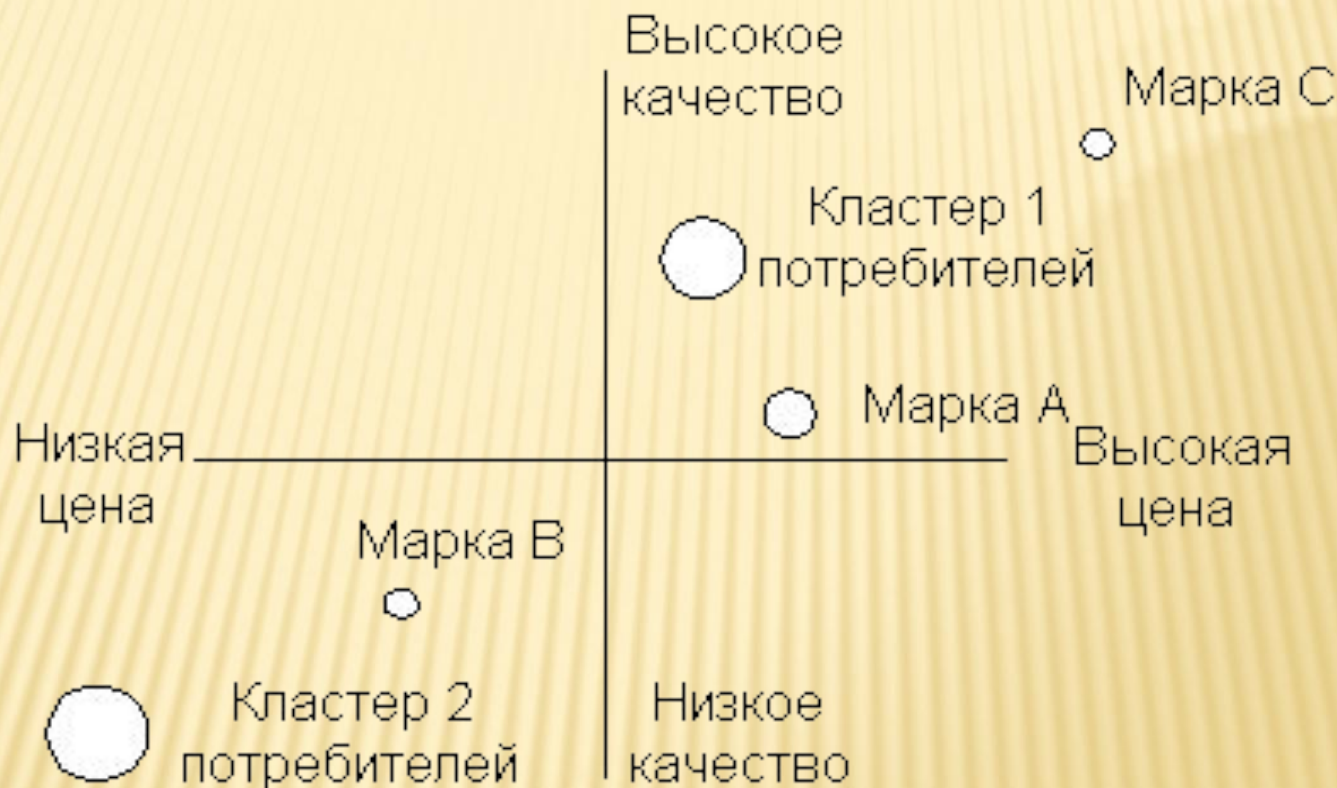 Высокое
качество
Марка С
Кластер 1
потребителей
Марка А
Низкая
цена
Высокая
цена
Марка В
Кластер 2
потребителей
Низкое
качество